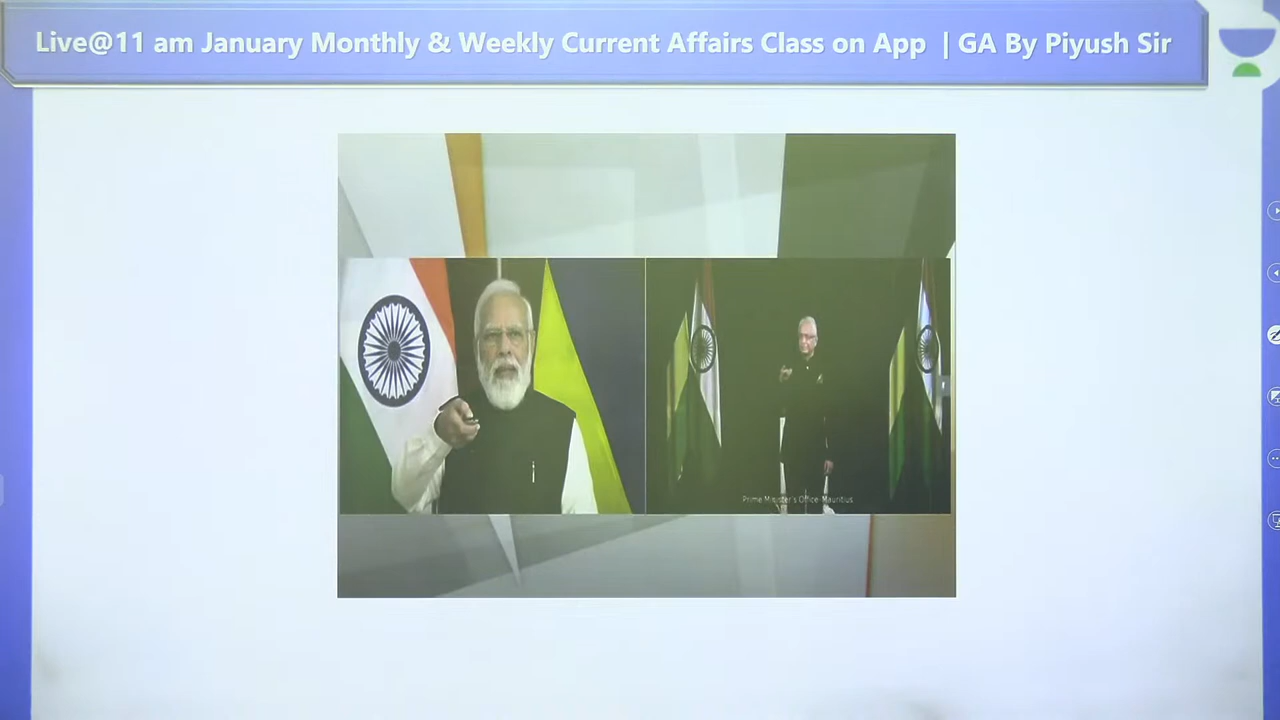 Live@11 am January Monthly & Weekly Current Affairs Class on App | GA By Piyush Sir
Prime Minister's Office Mauritius